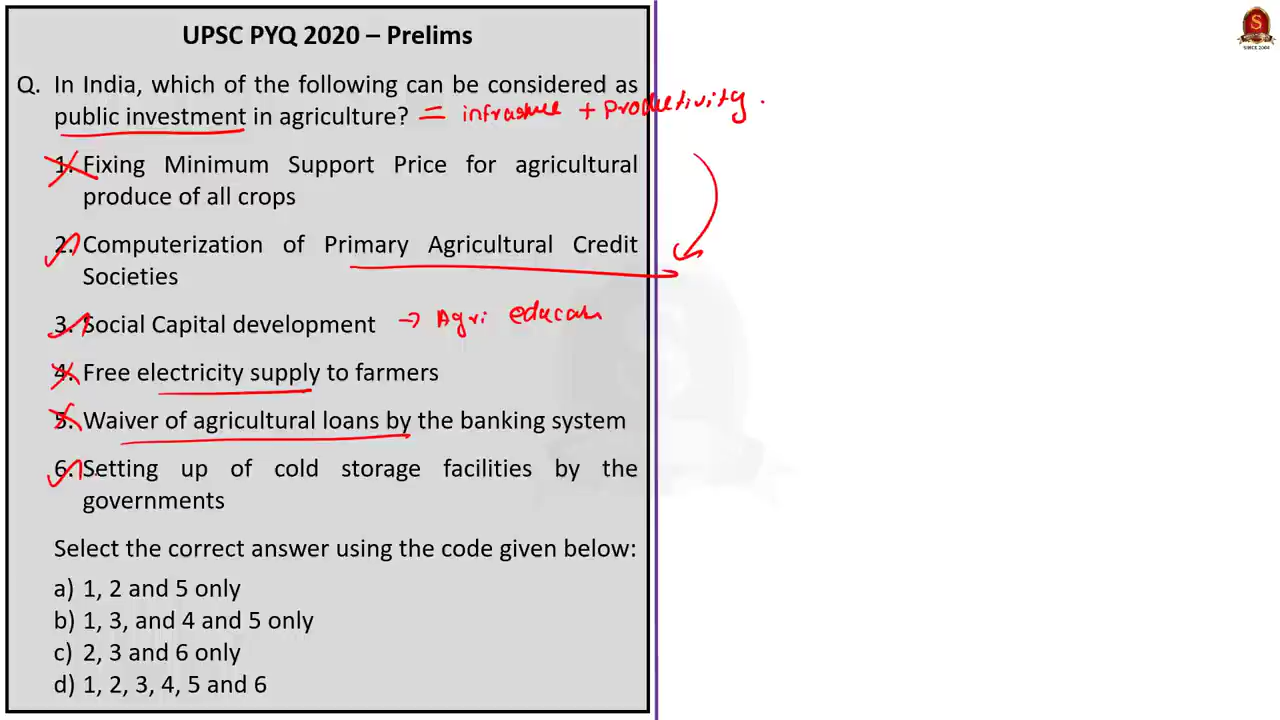 UPSC PYQ 2020 – Prelims
Q. In India, which of the following can be considered as
public investment in agriculture? = + Productivity.
1. Fixing Minimum Support Price for agricultural
produce of all crops
2. Computerization of Primary Agricultural Credit
Societies
3. Social Capital development → Agri
4. Free electricity supply to farmers
5. Waiver of agricultural loans by the banking system
6. Setting up of cold storage facilities by the
governments
Select the correct answer using the code given below:
a) 1, 2 and 5 only
b) 1, 3, and 4 and 5 only
c) 2, 3 and 6 only
d) 1, 2, 3, 4, 5 and 6
S
SINCE 2004